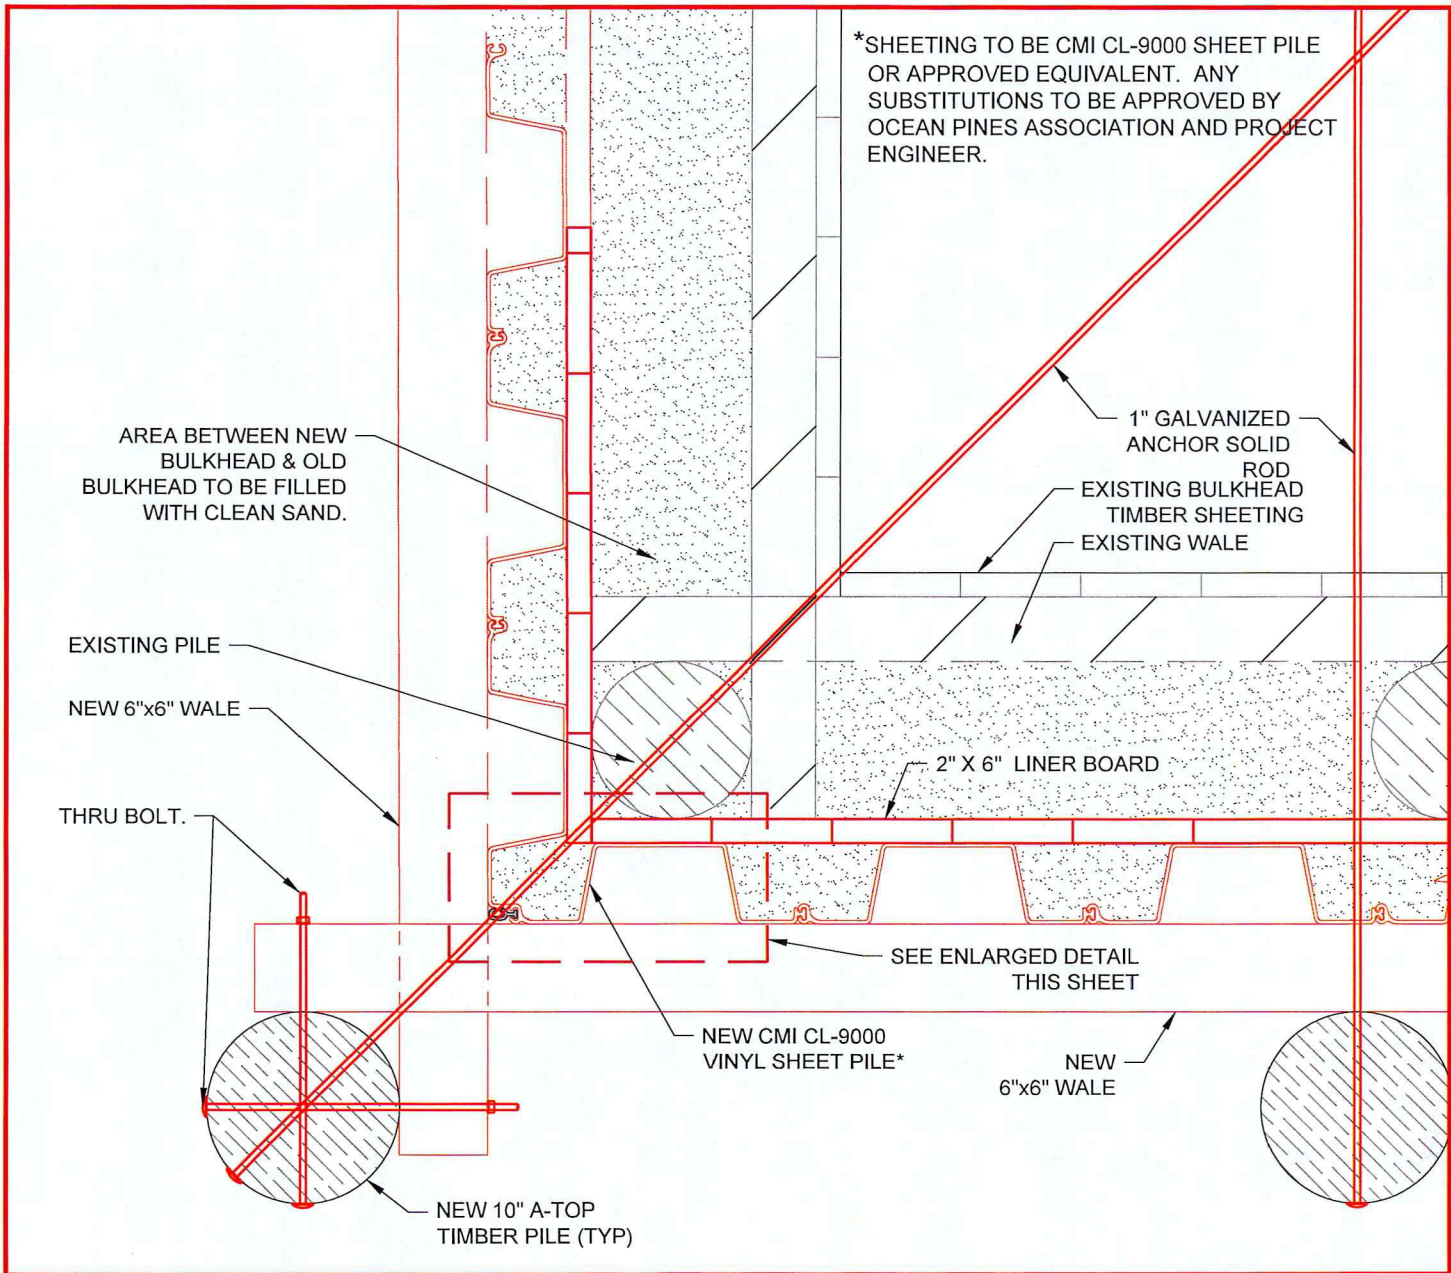 *SHEETING TO BE CMI CL-9000 SHEET PILE
OR APPROVED EQUIVALENT. ANY
SUBSTITUTIONS TO BE APPROVED BY
OCEAN PINES ASSOCIATION AND PROJECT
ENGINEER.
1" GALVANIZED
ANCHOR SOLID
ROD
AREA BETWEEN NEW
BULKHEAD & OLD
BULKHEAD TO BE FILLED
WITH CLEAN SAND.
EXISTING BULKHEAD
TIMBER SHEETING
EXISTING WALE
EXISTING PILE
NEW 6"x6" WALE
2" X 6" LINER BOARD
THRU BOLT.
SEE ENLARGED DETAIL
THIS SHEET
NEW CMI CL-9000
VINYL SHEET PILE*
NEW
6"x6" WALE
NEW 10" A-TOP
TIMBER PILE (TYP)